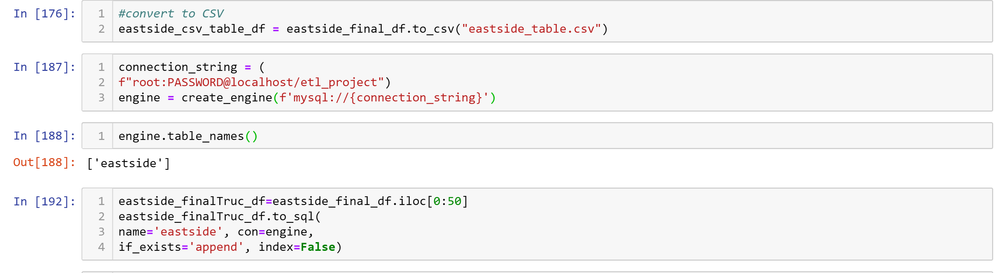 In [176]:
1 #convert to CSV
2 eastside_csv_table_df = eastside_final_df.to_csv("eastside_table.csv")
In [187]:
1 connection_string = (
2 f"root:PASSWORD@localhost/etl_project")
3 engine = create_engine(f'mysql://{connection_string}')
In [188]:
1 engine.table_names()
Out[188]: ['eastside']
In [192]:
1 eastside_finalTruc_df=eastside_final_df.iloc[0:50]
2 eastside_finalTruc_df.to_sql(
3 name='eastside', con=engine,
4 if_exists='append', index=False)